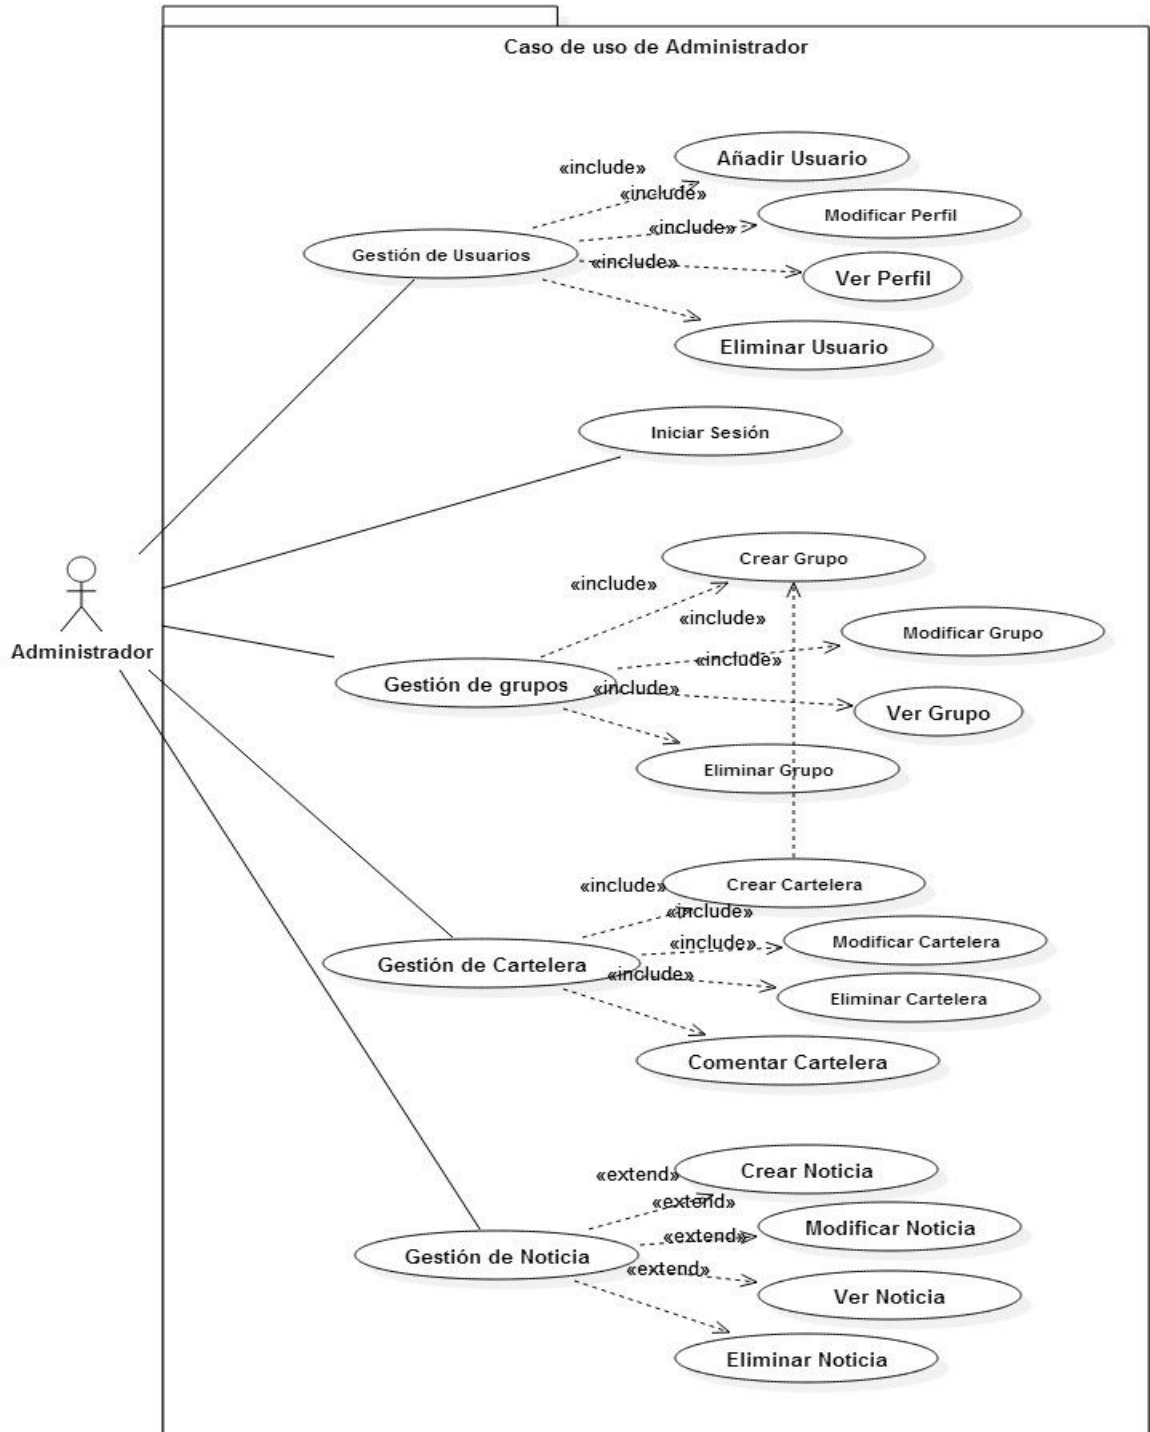 Caso de uso de Administrador
«include»
Añadir Usuario
«include»
Modificar Perfil
«include»
Gestión de Usuarios
«include»
Ver Perfil
Eliminar Usuario
Iniciar Sesión
Crear Grupo
«include»
«include»
Modificar Grupo
Administrador
«include»
Gestión de grupos
«include»
Ver Grupo
Eliminar Grupo
«include»
Crear Cartelera
«include»
Modificar Cartelera
«include»
Gestión de Cartelera
«include»
Eliminar Cartelera
Comentar Cartelera
«extend»
Crear Noticia
«extend»
Modificar Noticia
«extend»
Gestión de Noticia
«extend»
Ver Noticia
Eliminar Noticia